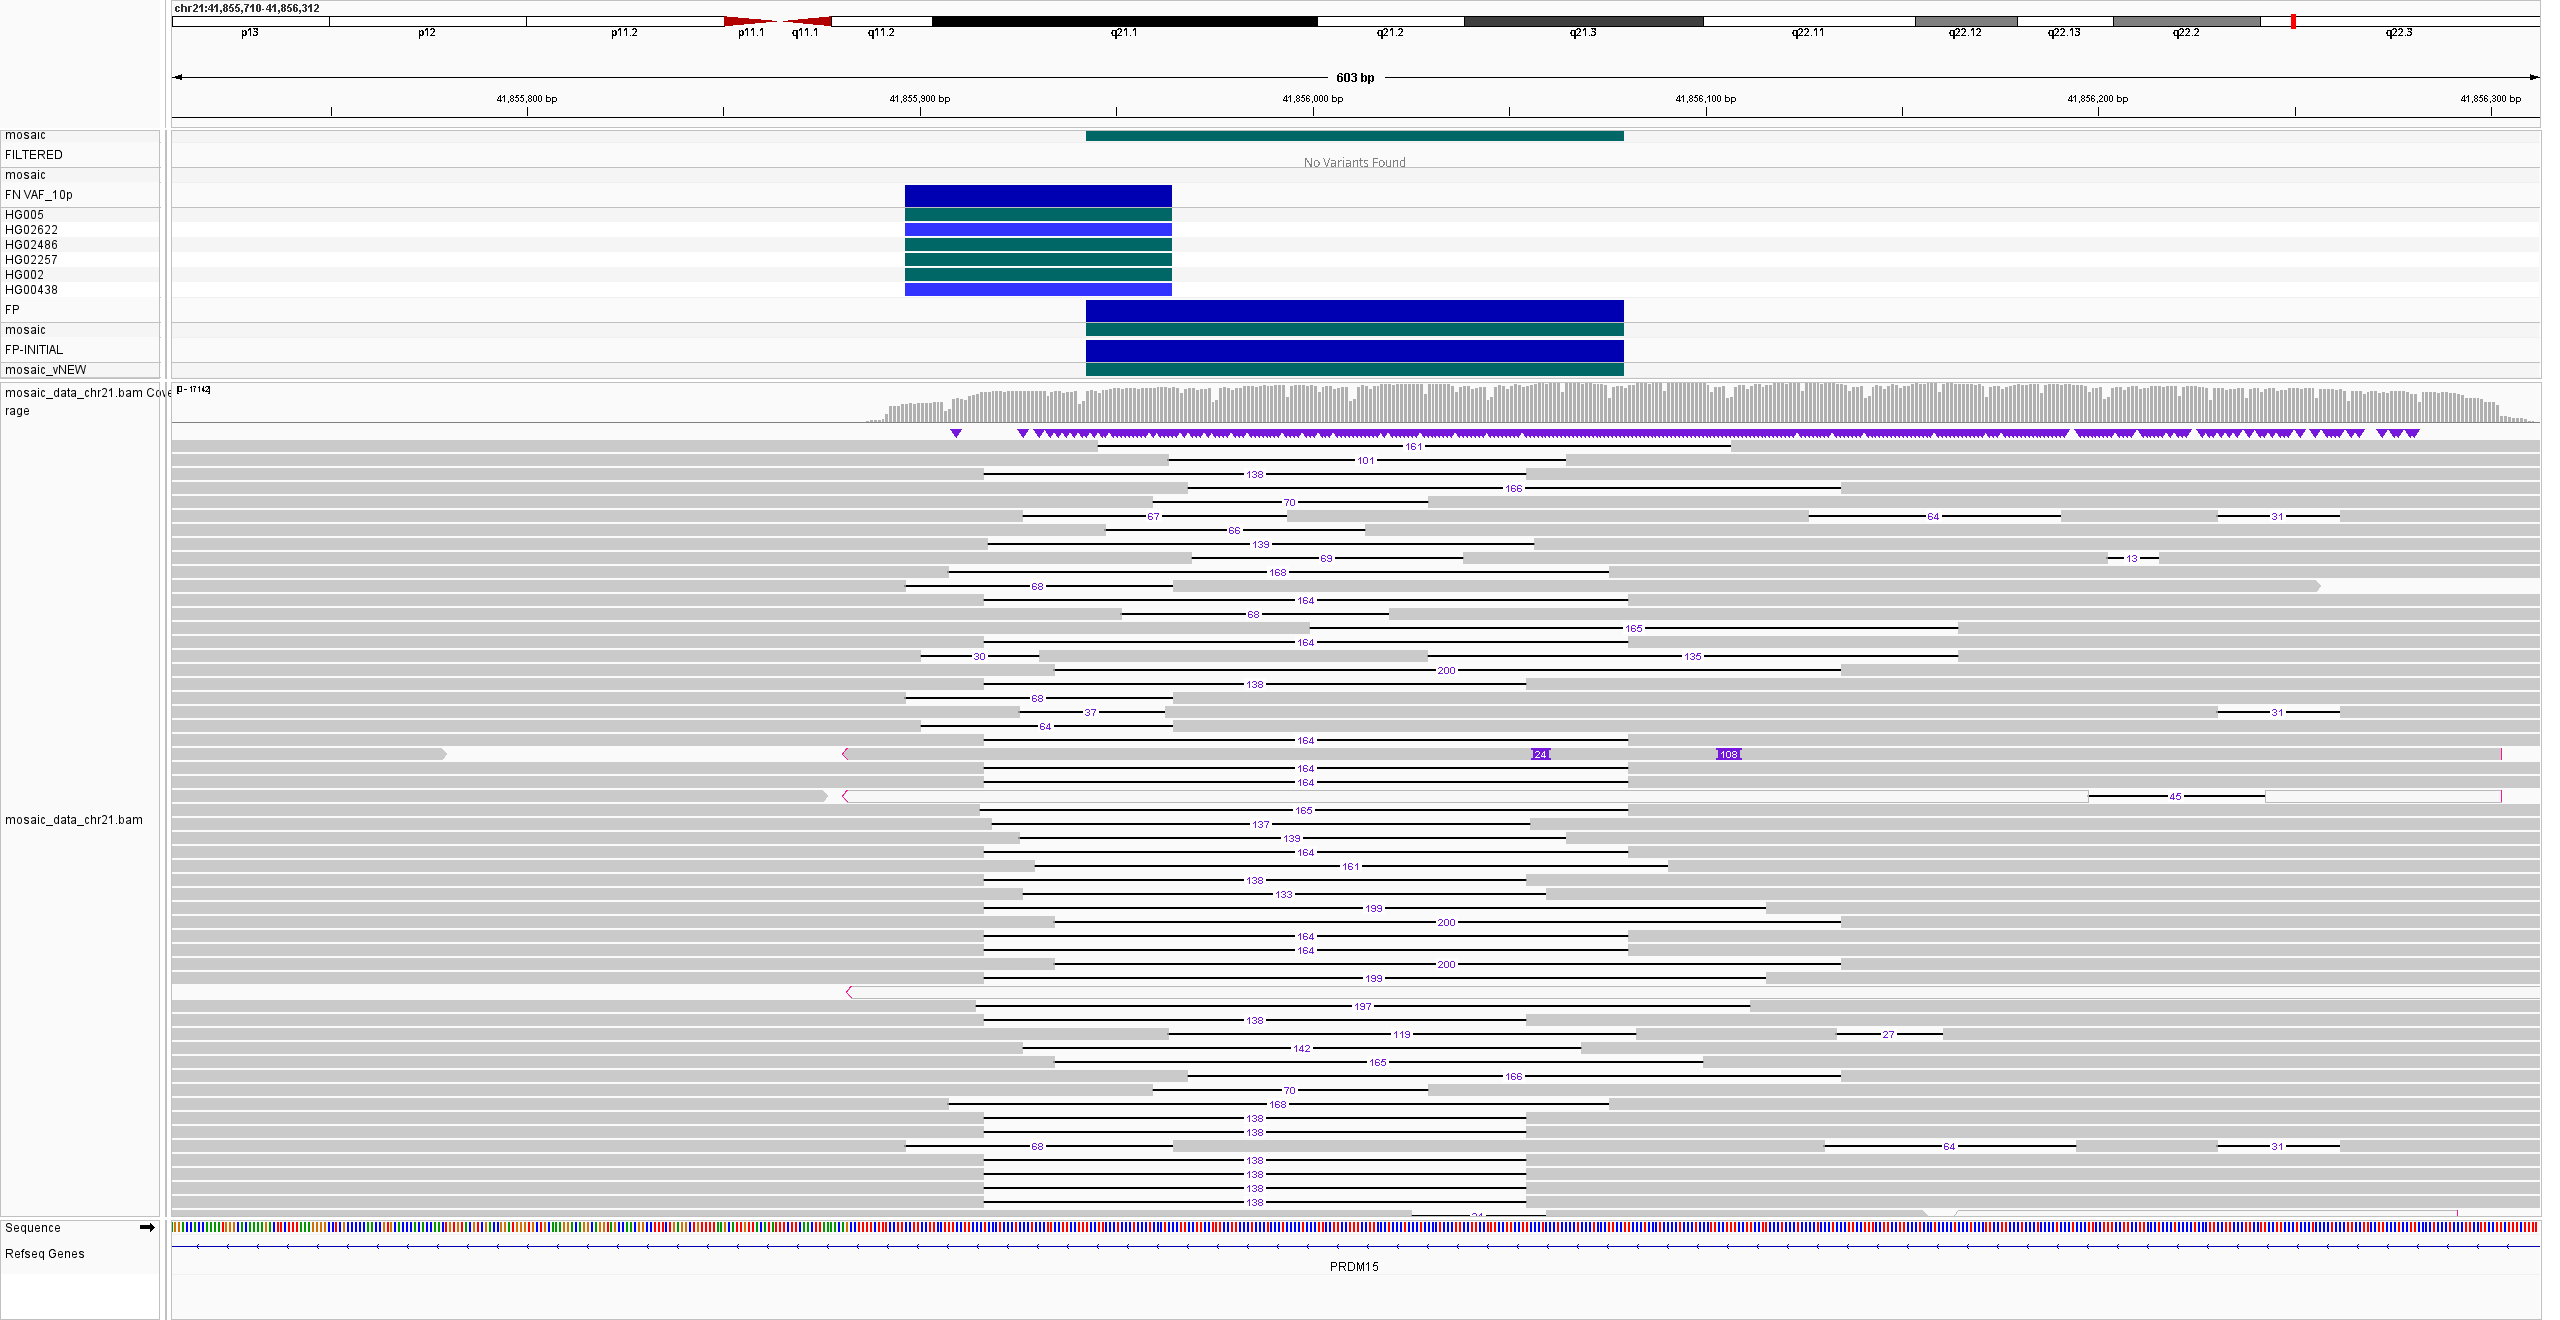 chr21:41,855,710-41,856,312
p13 p12 p11.2 p11.1 q11.1 q11.2 q21.1 q21.2 q21.3 q22.11 q22.12 q22.13 q22.2 q22.3
603 bp
41,855,800 bp 41,855,900 bp 41,856,000 bp 41,856,100 bp 41,856,200 bp 41,856,300 bp
mosaic
FILTERED
No Variants Found
mosaic
FN VAF_10p
HG005
HG02622
HG02486
HG02257
HG002
HG00438
FP
mosaic
FP-INITIAL
mosaic_vNEW
mosaic_data_chr21.bam Cove
rage
[0 - 17142]
161
101
138
166
70
67 64 31
66
139
69 13
168
68
164
68
165
164
30 135
200
138
68
37 31
64
164
24 108
164
164
45
mosaic_data_chr21.bam
165
137
139
164
161
138
133
199
200
164
164
200
199
197
138
119 27
142
165
166
70
168
138
138
68 64 31
138
138
138
138
Sequence
Refseq Genes
PRDM15